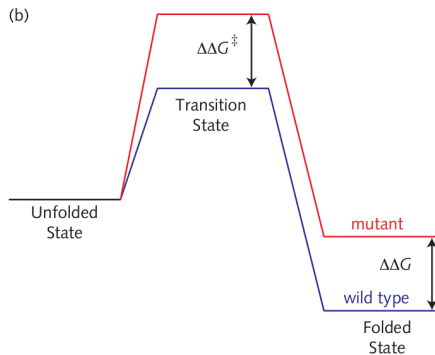 (b)
ΔΔG‡
Transition
State
Unfolded
State
mutant
ΔΔG
wild type
Folded
State